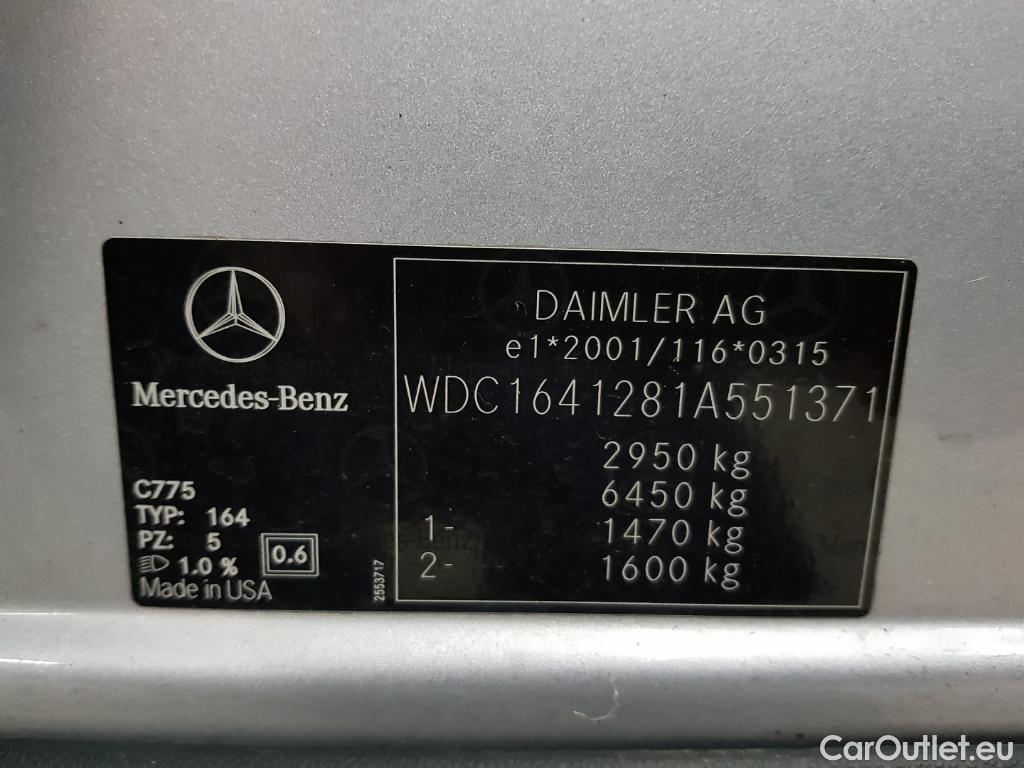 Mercedes-Benz
C775
TYP: 164
PZ: 5
1.0 %
0.6
Made in USA
2553717
DAIMLER AG
e1*2001/116*0315
WDC1641281A551371
2950 kg
6450 kg
1- 1470 kg
2- 1600 kg
CarOutlet.eu